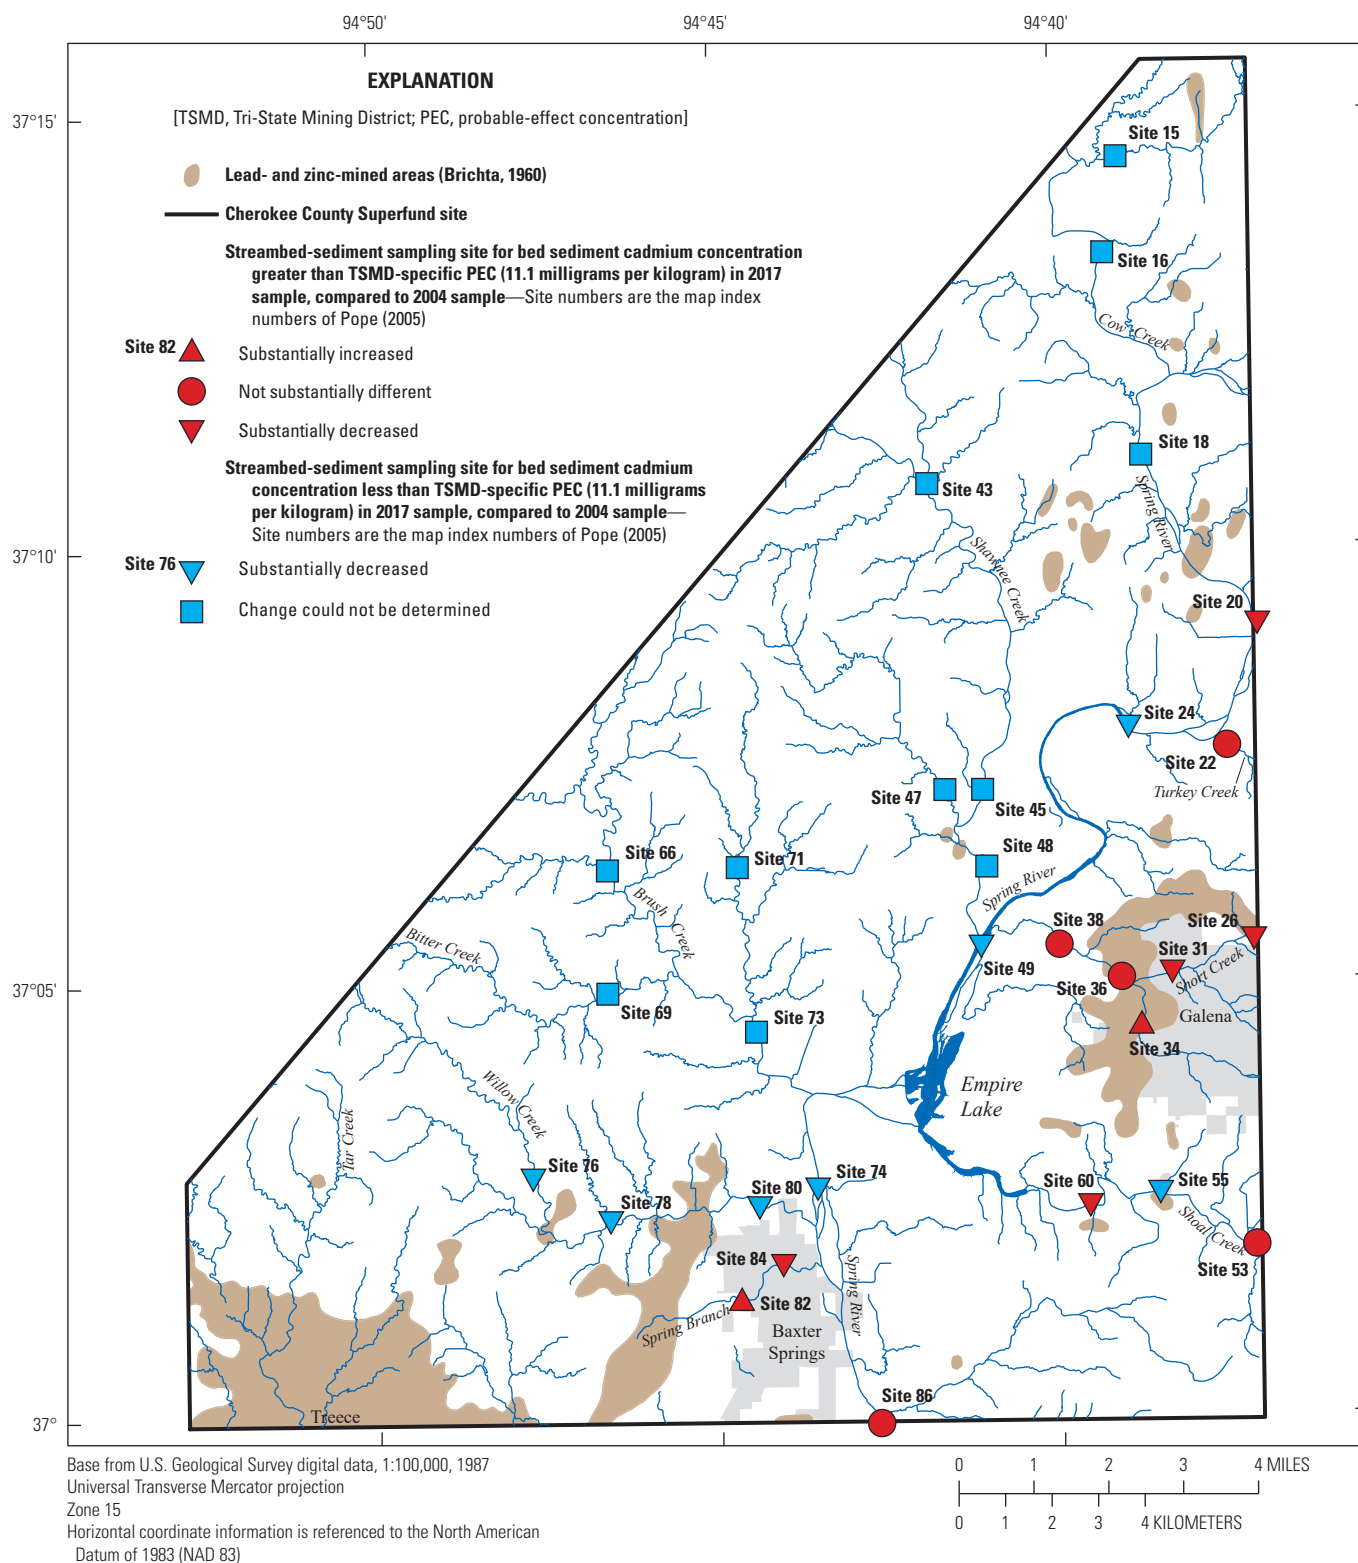 94°50'
94°45'
94°40'
EXPLANATION
[TSMD, Tri-State Mining District; PEC, probable-effect concentration]
Lead- and zinc-mined areas (Brichta, 1960)
Cherokee County Superfund site
Streambed-sediment sampling site for bed sediment cadmium concentration
greater than TSMD-specific PEC (11.1 milligrams per kilogram) in 2017
sample, compared to 2004 sample—Site numbers are the map index
numbers of Pope (2005)
Site 82
Substantially increased
Not substantially different
Substantially decreased
Streambed-sediment sampling site for bed sediment cadmium
concentration less than TSMD-specific PEC (11.1 milligrams
per kilogram) in 2017 sample, compared to 2004 sample—
Site numbers are the map index numbers of Pope (2005)
Site 76
Substantially decreased
Change could not be determined
37°15'
37°10'
37°05'
37°
Site 15
Site 16
Cow Creek
Site 18
Site 43
Spring River
Shawnee Creek
Site 20
Site 24
Site 22
Turkey Creek
Site 47
Site 45
Site 48
Site 66
Site 71
Spring River
Brush Creek
Site 38
Site 26
Bitter Creek
Site 31
Site 49
Short Creek
Site 36
Site 69
Site 73
Galena
Site 34
Willow Creek
Empire
Lake
Tar Creek
Site 76
Site 74
Site 80
Site 60
Site 55
Site 78
Shoal Creek
Site 84
Site 53
Spring River
Site 82
Spring Branch
Baxter
Springs
Site 86
Treece
Base from U.S. Geological Survey digital data, 1:100,000, 1987
Universal Transverse Mercator projection
Zone 15
Horizontal coordinate information is referenced to the North American
Datum of 1983 (NAD 83)
0 1 2 3 4 MILES
0 1 2 3 4 KILOMETERS